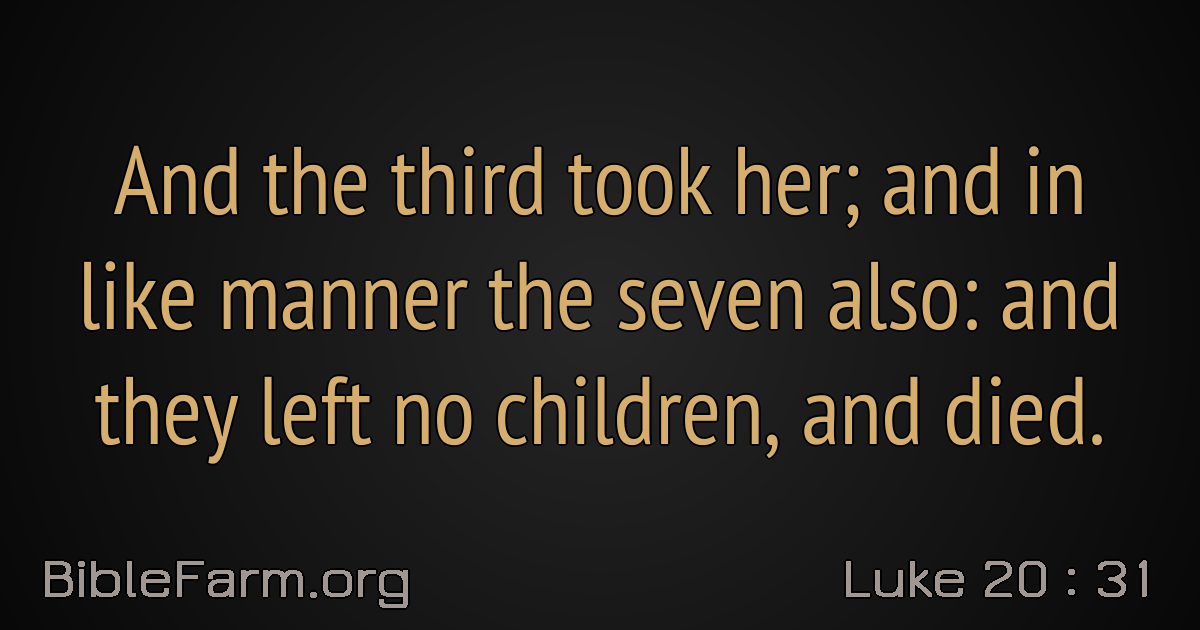 And the third took her; and in
like manner the seven also: and
they left no children, and died.
BibleFarm.org
Luke 20 : 31